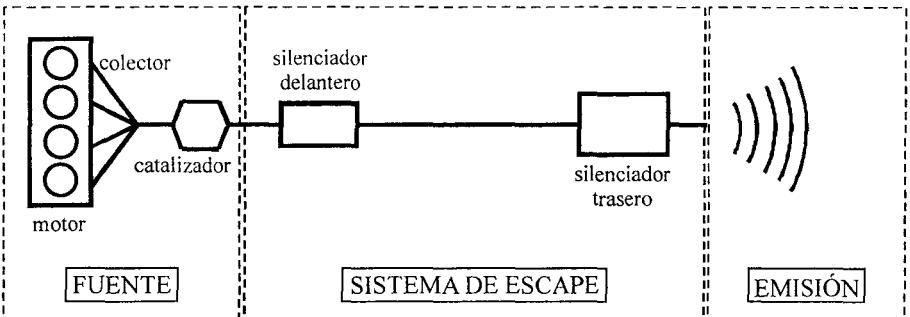 colector
catalizador
motor
FUENTE
silenciador
delantero
silenciador
trasero
SISTEMA DE ESCAPE
EMISIÓN